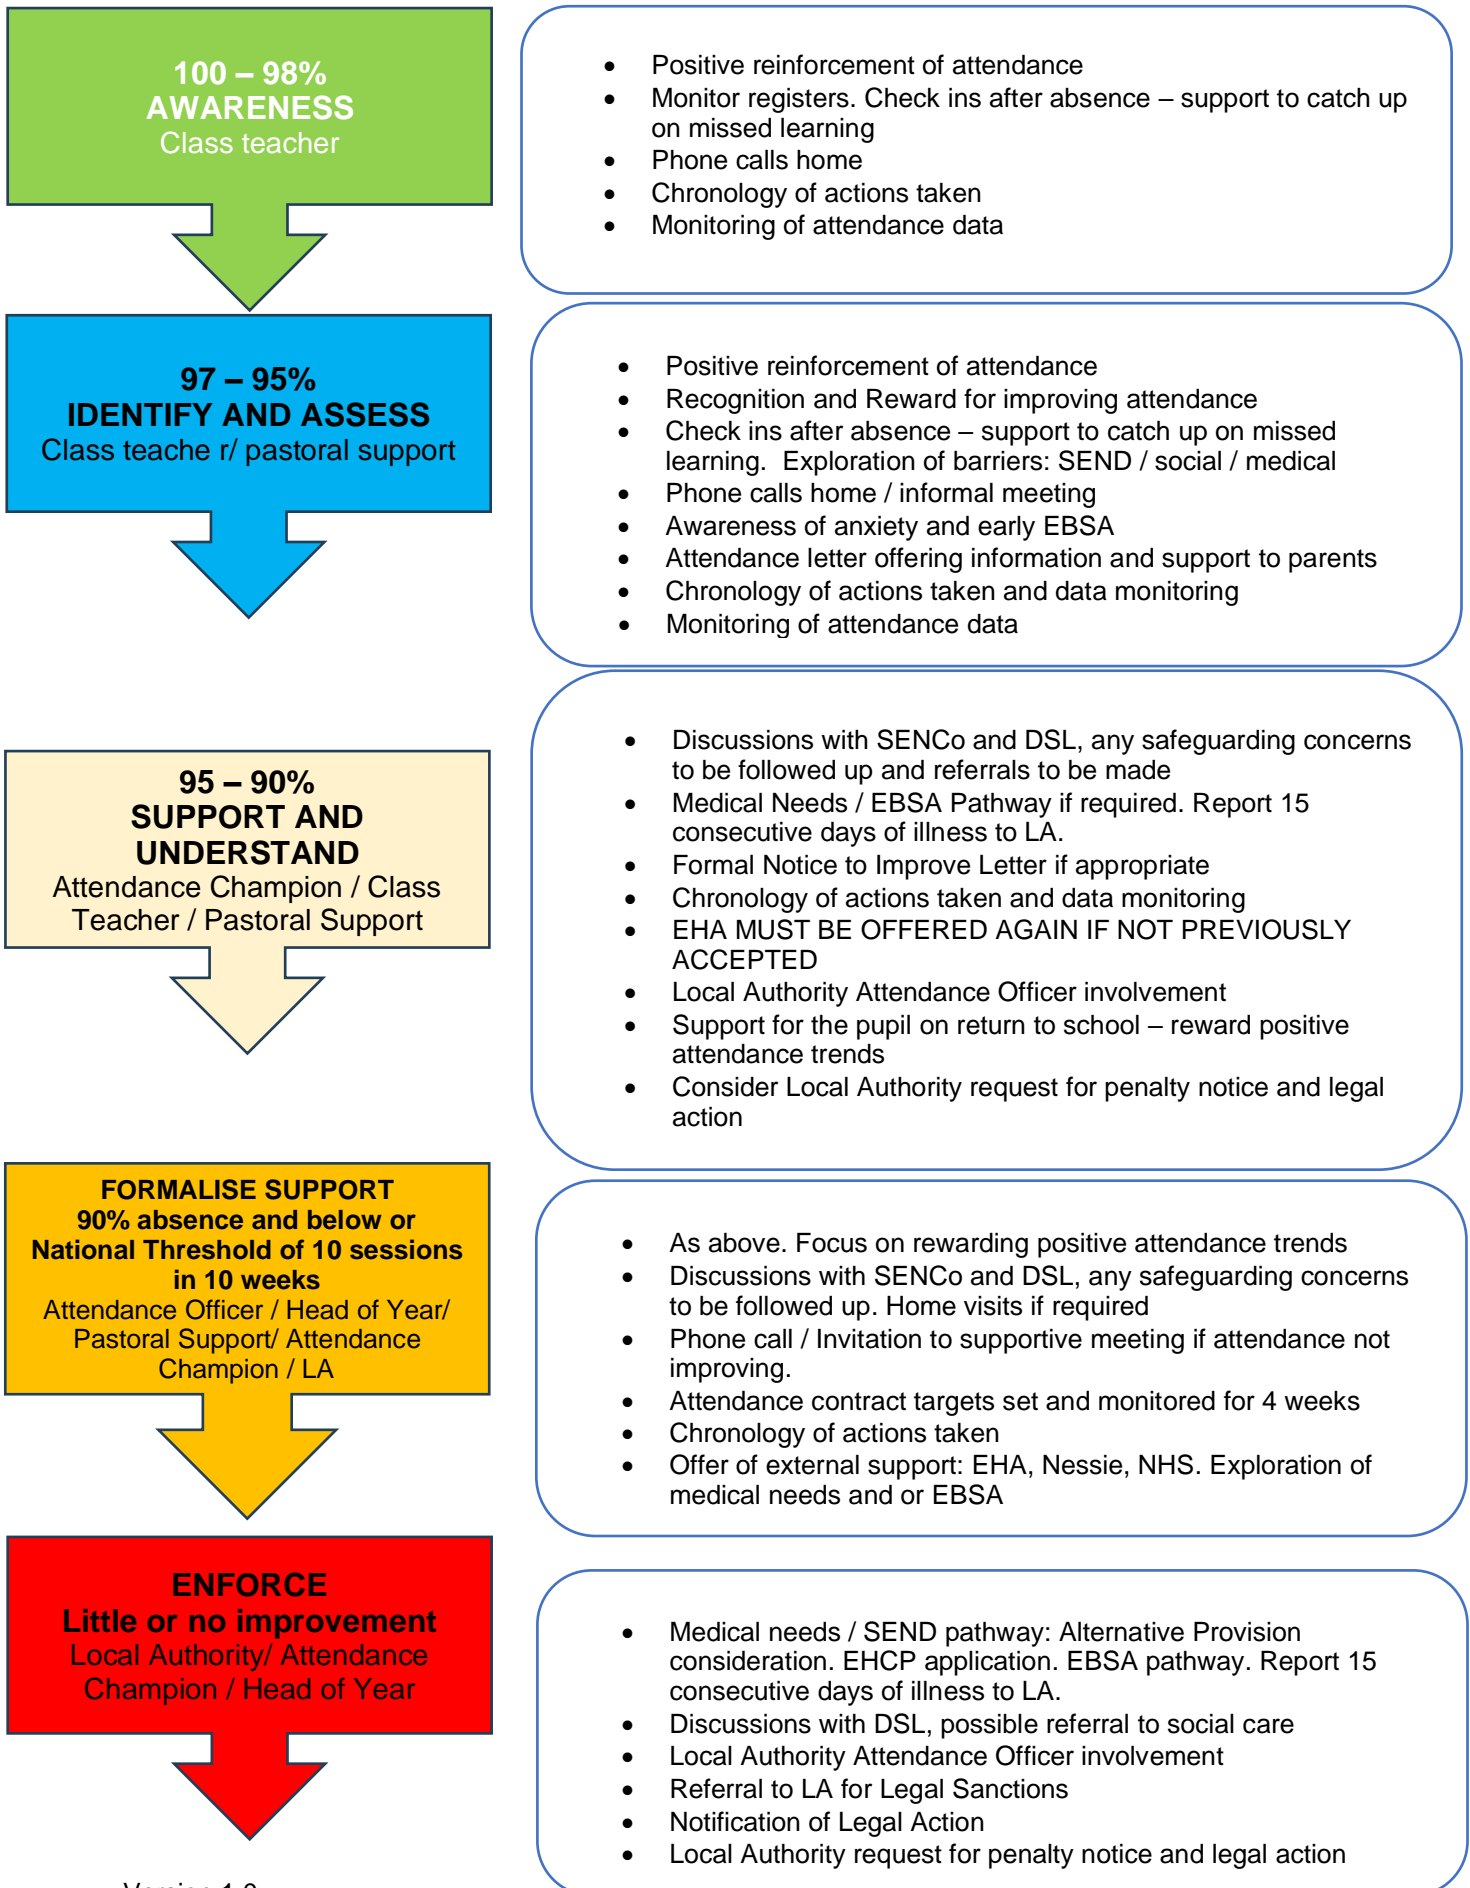 100 – 98%
AWARENESS
Class teacher
• Positive reinforcement of attendance
• Monitor registers. Check ins after absence – support to catch up
on missed learning
• Phone calls home
• Chronology of actions taken
• Monitoring of attendance data
97 – 95%
IDENTIFY AND ASSESS
Class teache r/ pastoral support
• Positive reinforcement of attendance
• Recognition and Reward for improving attendance
• Check ins after absence – support to catch up on missed
learning.  Exploration of barriers: SEND / social / medical
• Phone calls home / informal meeting
• Awareness of anxiety and early EBSA
• Attendance letter offering information and support to parents
• Chronology of actions taken and data monitoring
• Monitoring of attendance data
95 – 90%
SUPPORT AND
UNDERSTAND
Attendance Champion / Class
Teacher / Pastoral Support
• Discussions with SENCo and DSL, any safeguarding concerns
to be followed up and referrals to be made
• Medical Needs / EBSA Pathway if required. Report 15
consecutive days of illness to LA.
• Formal Notice to Improve Letter if appropriate
• Chronology of actions taken and data monitoring
• EHA MUST BE OFFERED AGAIN IF NOT PREVIOUSLY
ACCEPTED
• Local Authority Attendance Officer involvement
• Support for the pupil on return to school – reward positive
attendance trends
• Consider Local Authority request for penalty notice and legal
action
FORMALISE SUPPORT
90% absence and below or
National Threshold of 10 sessions
in 10 weeks
Attendance Officer / Head of Year/
Pastoral Support/ Attendance
Champion / LA
• As above. Focus on rewarding positive attendance trends
• Discussions with SENCo and DSL, any safeguarding concerns
to be followed up. Home visits if required
• Phone call / Invitation to supportive meeting if attendance not
improving.
• Attendance contract targets set and monitored for 4 weeks
• Chronology of actions taken
• Offer of external support: EHA, Nessie, NHS. Exploration of
medical needs and or EBSA
ENFORCE
Little or no improvement
Local Authority/ Attendance
Champion / Head of Year
• Medical needs / SEND pathway: Alternative Provision
consideration. EHCP application. EBSA pathway. Report 15
consecutive days of illness to LA.
• Discussions with DSL, possible referral to social care
• Local Authority Attendance Officer involvement
• Referral to LA for Legal Sanctions
• Notification of Legal Action
• Local Authority request for penalty notice and legal action
Version